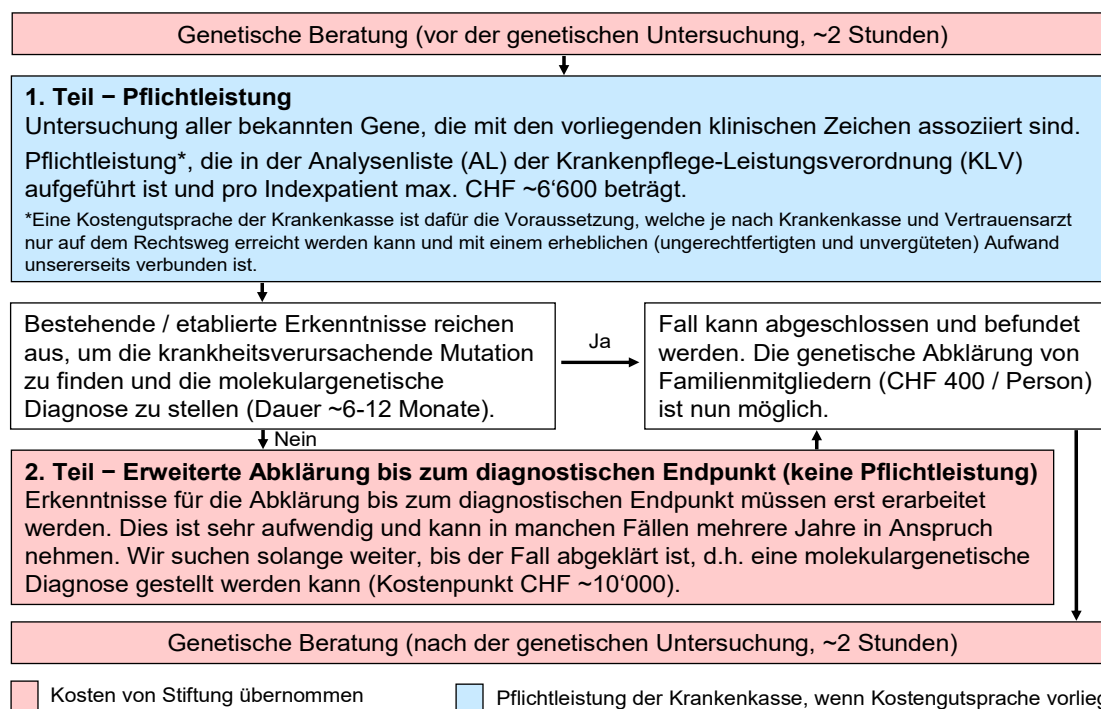 Genetische Beratung (vor der genetischen Untersuchung, ~2 Stunden)
1. Teil − Pflichtleistung
Untersuchung aller bekannten Gene, die mit den vorliegenden klinischen Zeichen assoziiert sind.
Pflichtleistung*, die in der Analysenliste (AL) der Krankenpflege-Leistungsverordnung (KLV)
aufgeführt ist und pro Indexpatient max. CHF ~6‘600 beträgt.
*Eine Kostengutsprache der Krankenkasse ist dafür die Voraussetzung, welche je nach Krankenkasse und Vertrauensarzt
nur auf dem Rechtsweg erreicht werden kann und mit einem erheblichen (ungerechtfertigten und unvergüteten) Aufwand
unsererseits verbunden ist.
Bestehende / etablierte Erkenntnisse reichen
aus, um die krankheitsverursachende Mutation
zu finden und die molekulargenetische
Diagnose zu stellen (Dauer ~6-12 Monate).
Ja
Fall kann abgeschlossen und befundet
werden. Die genetische Abklärung von
Familienmitgliedern (CHF 400 / Person)
ist nun möglich.
Nein
2. Teil − Erweiterte Abklärung bis zum diagnostischen Endpunkt (keine Pflichtleistung)
Erkenntnisse für die Abklärung bis zum diagnostischen Endpunkt müssen erst erarbeitet
werden. Dies ist sehr aufwendig und kann in manchen Fällen mehrere Jahre in Anspruch
nehmen. Wir suchen solange weiter, bis der Fall abgeklärt ist, d.h. eine molekulargenetische
Diagnose gestellt werden kann (Kostenpunkt CHF ~10‘000).
Genetische Beratung (nach der genetischen Untersuchung, ~2 Stunden)
Kosten von Stiftung übernommen
Pflichtleistung der Krankenkasse, wenn Kostengutsprache vorlieg